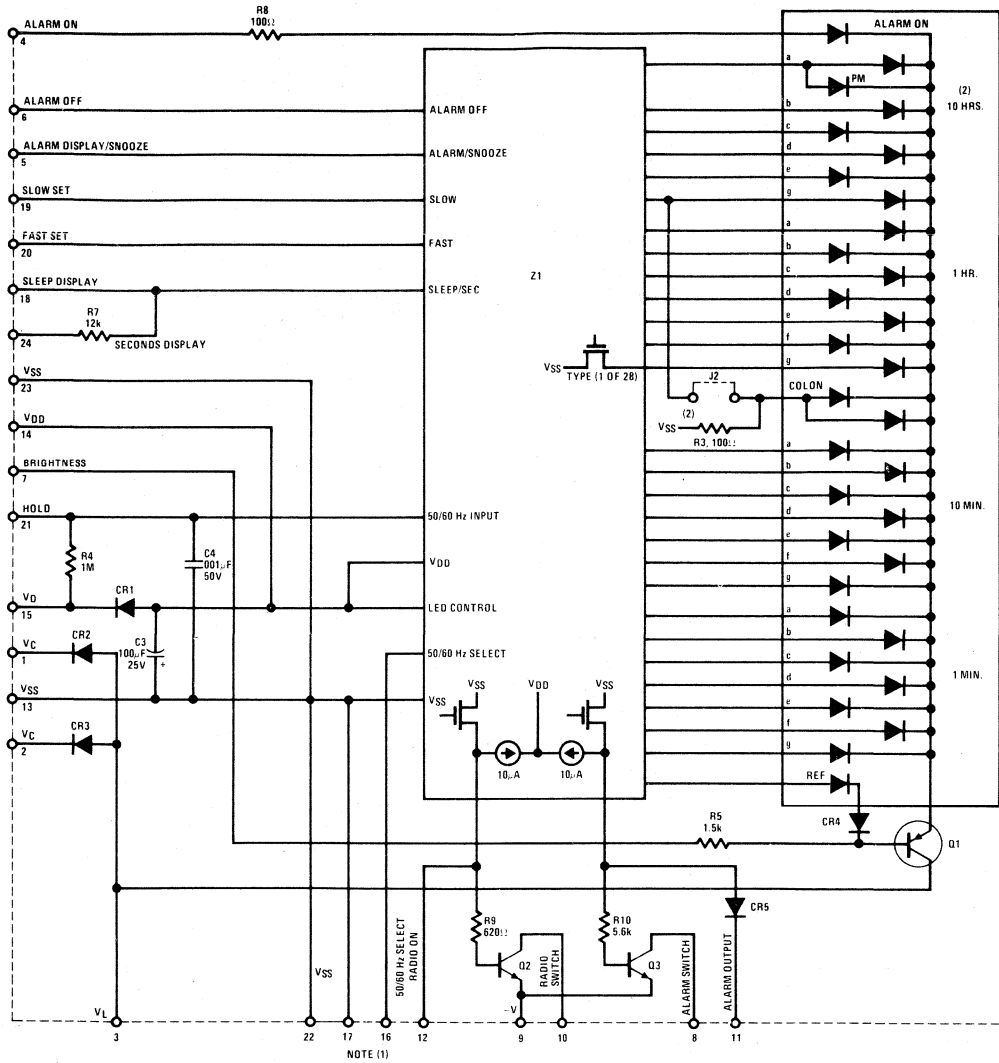 R8
100Ω
ALARM ON
4
ALARM ON
a
PM
(2)
10 HRS.
ALARM OFF
6
ALARM OFF
b
c
ALARM DISPLAY/SNOOZE
5
ALARM/SNOOZE
d
e
SLOW SET
19
SLOW
g
FAST SET
20
FAST
a
b
Z1
c
1 HR.
SLEEP DISPLAY
18
SLEEP/SEC
d
R7
12k
e
24
SECONDS DISPLAY
f
g
VSS
TYPE (1 OF 28)
VSS
23
J2
COLON
(2)
VSS
R3, 100Ω
VDD
14
a
BRIGHTNESS
7
b
c
HOLD
21
50/60 Hz INPUT
10 MIN.
d
e
R4
1M
C4
001µF
50V
VDD
f
g
VD
15
CR1
LED CONTROL
a
VC
1
CR2
C3
100µF
25V
+
50/60 Hz SELECT
b
c
1 MIN.
VSS
13
VSS
VSS
VDD
VSS
d
e
VC
2
CR3
f
g
10µA
10µA
REF
CR4
R5
1.5k
Q1
R9
620Ω
R10
5.6k
CR5
50/60 Hz SELECT
RADIO ON
Q2
RADIO
SWITCH
Q3
ALARM SWITCH
ALARM OUTPUT
VSS
VL
-V
3
22
17
16
12
9
10
8
11
NOTE (1)